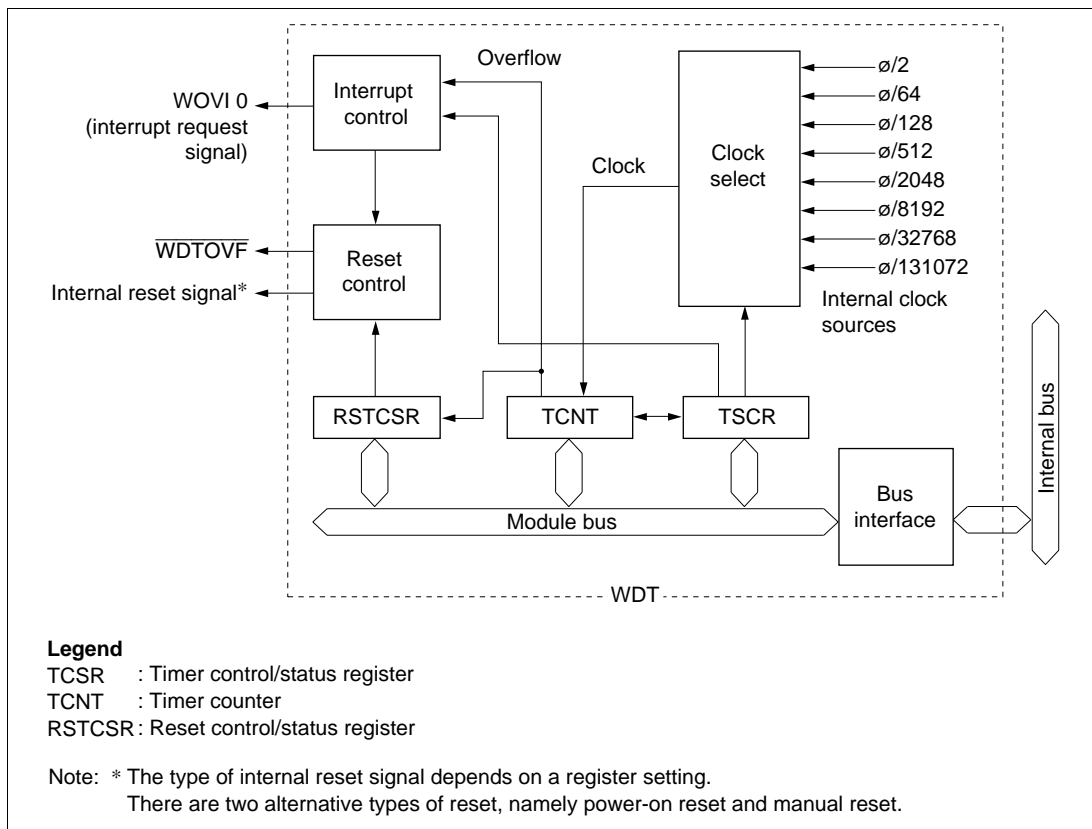 Overflow
Interrupt
control
WOVI 0
(interrupt request
signal)
Clock
Clock
select
ø/2
ø/64
ø/128
ø/512
ø/2048
ø/8192
ø/32768
ø/131072
Internal clock
sources
WDTOVF
Internal reset signal*
Reset
control
RSTCSR
TCNT
TSCR
Module bus
Bus
interface
Internal bus
WDT
Legend
TCSR : Timer control/status register
TCNT : Timer counter
RSTCSR : Reset control/status register
Note: * The type of internal reset signal depends on a register setting.
There are two alternative types of reset, namely power-on reset and manual reset.